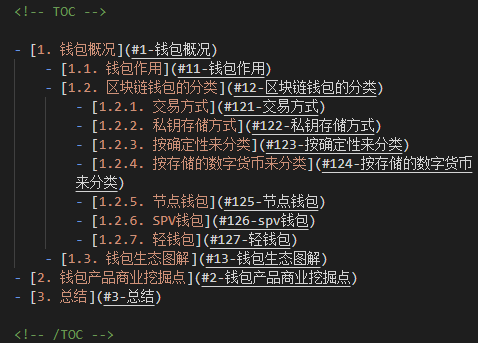 <!-- TOC -->
- [1. 钱包概况](#1-钱包概况)
- [1.1. 钱包作用](#11-钱包作用)
- [1.2. 区块链钱包的分类](#12-区块链钱包的分类)
- [1.2.1. 交易方式](#121-交易方式)
- [1.2.2. 私钥存储方式](#122-私钥存储方式)
- [1.2.3. 按确定性来分类](#123-按确定性来分类)
- [1.2.4. 按存储的数字货币来分类](#124-按存储的数字货币
来分类)
- [1.2.5. 节点钱包](#125-节点钱包)
- [1.2.6. SPV钱包](#126-spv钱包)
- [1.2.7. 轻钱包](#127-轻钱包)
- [1.3. 钱包生态图解](#13-钱包生态图解)
- [2. 钱包产品商业挖掘点](#2-钱包产品商业挖掘点)
- [3. 总结](#3-总结)
<!-- /TOC -->